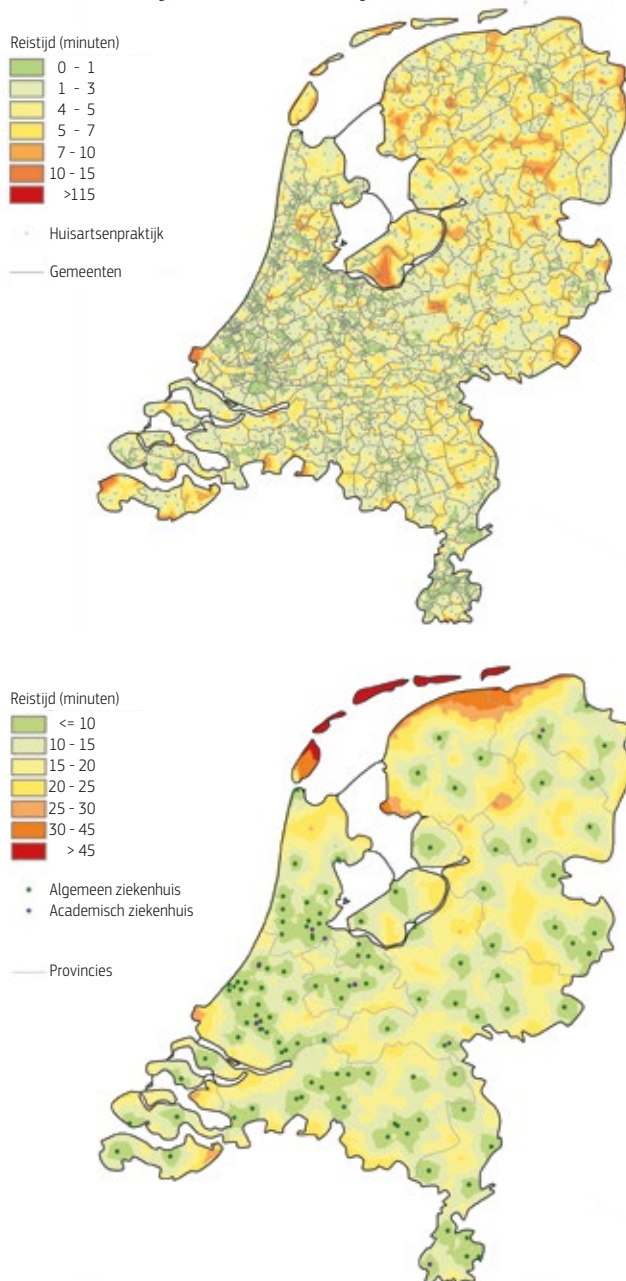 Reistijd (minuten)
0 - 1
1 - 3
4 - 5
5 - 7
7 - 10
10 - 15
>115
Huisartsenpraktijk
Gemeenten
Reistijd (minuten)
<= 10
10 - 15
15 - 20
20 - 25
25 - 30
30 - 45
> 45
Algemeen ziekenhuis
Academisch ziekenhuis
Provincies